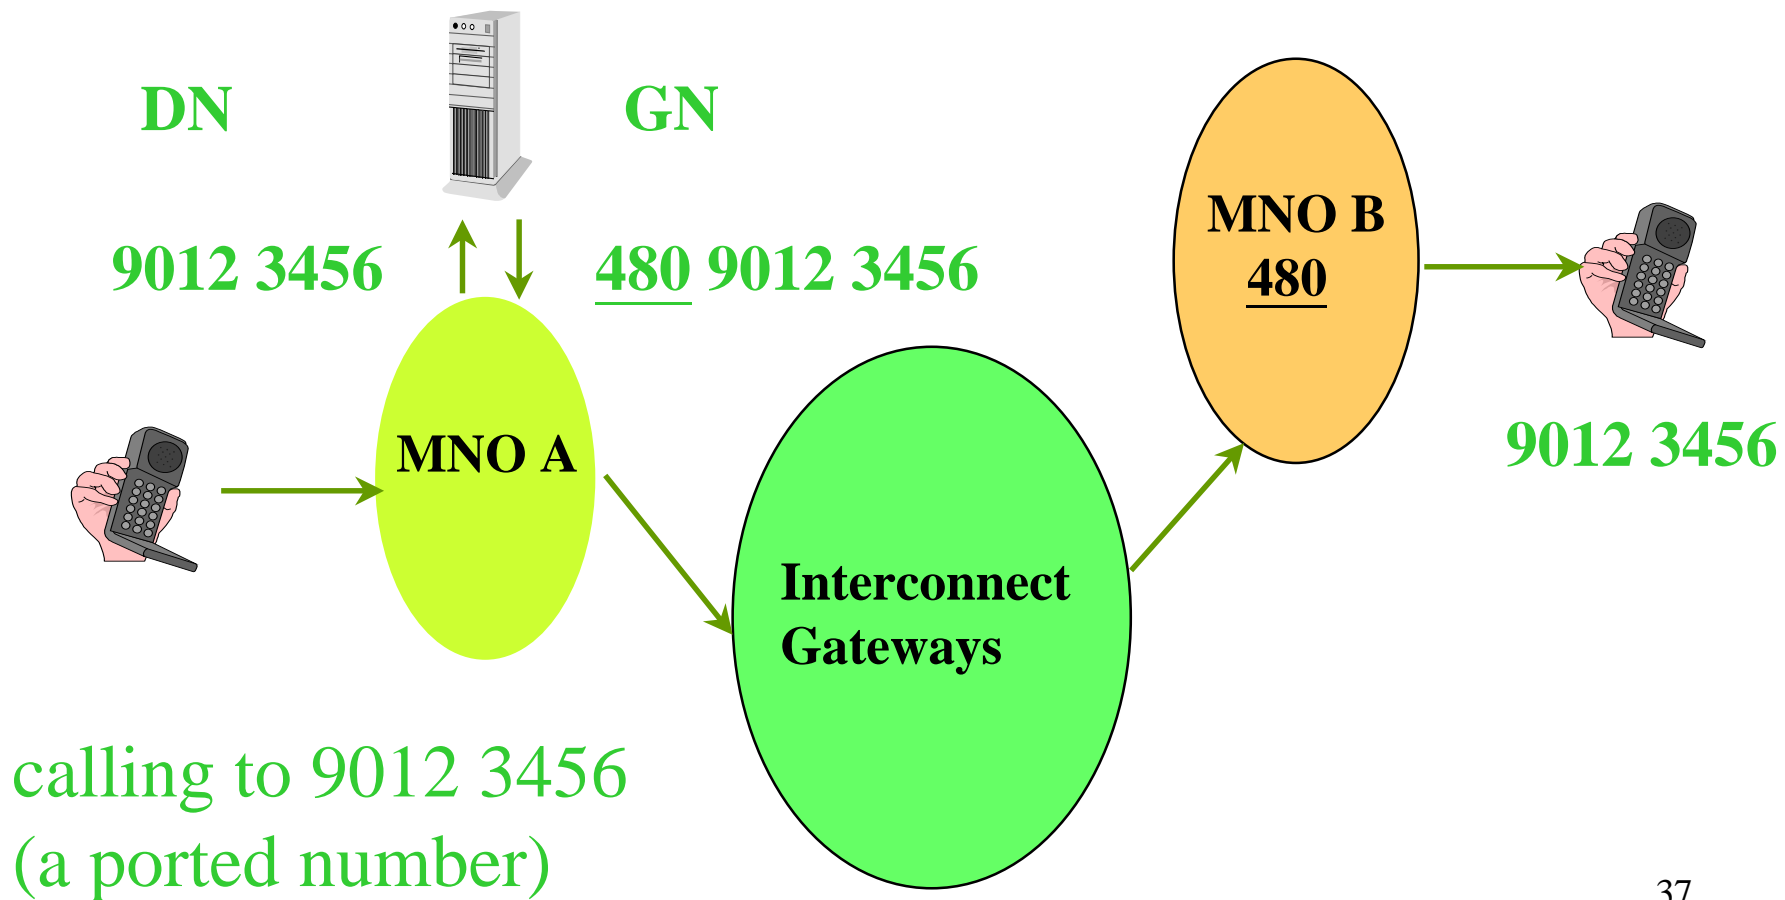 DN
GN
9012 3456
480 9012 3456
MNO B
480
MNO A
9012 3456
Interconnect
Gateways
calling to 9012 3456
(a ported number)
37